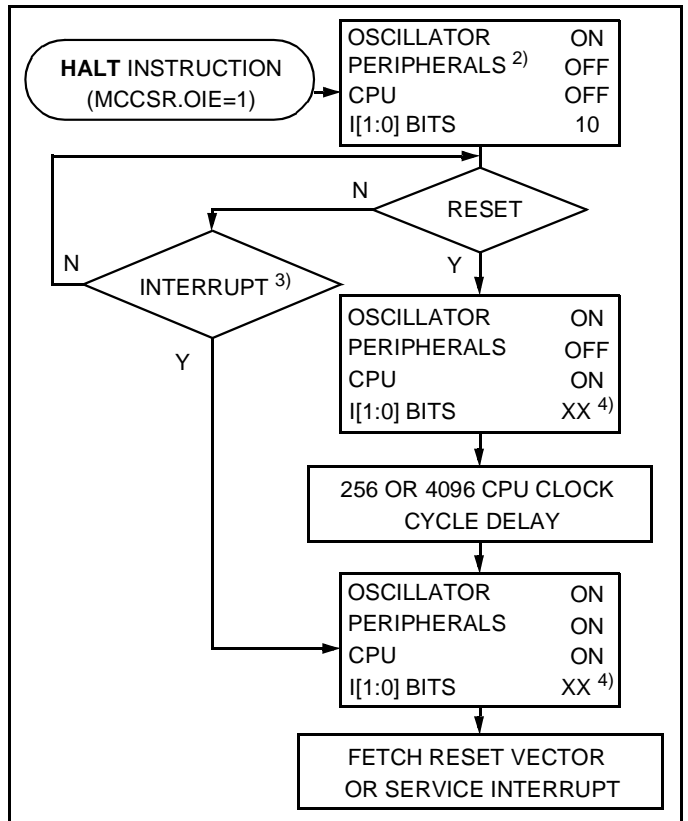 HALT INSTRUCTION
(MCCSR.OIE=1)
OSCILLATOR ON
PERIPHERALS 2) OFF
CPU OFF
I[1:0] BITS 10
RESET
N
Y
INTERRUPT 3)
N
Y
OSCILLATOR ON
PERIPHERALS OFF
CPU ON
I[1:0] BITS XX 4)
256 OR 4096 CPU CLOCK
CYCLE DELAY
OSCILLATOR ON
PERIPHERALS ON
CPU ON
I[1:0] BITS XX 4)
FETCH RESET VECTOR
OR SERVICE INTERRUPT